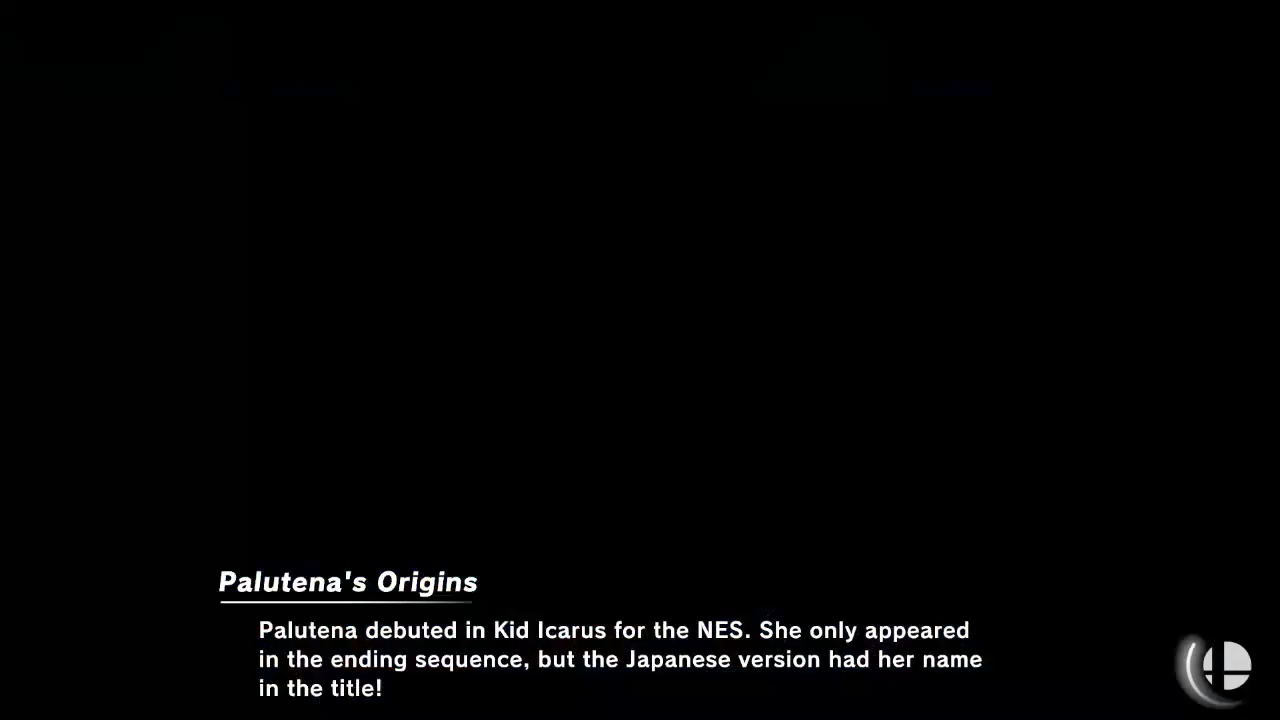 Palutena's Origins
Palutena debuted in Kid Icarus for the NES. She only appeared
in the ending sequence, but the Japanese version had her name
in the title!